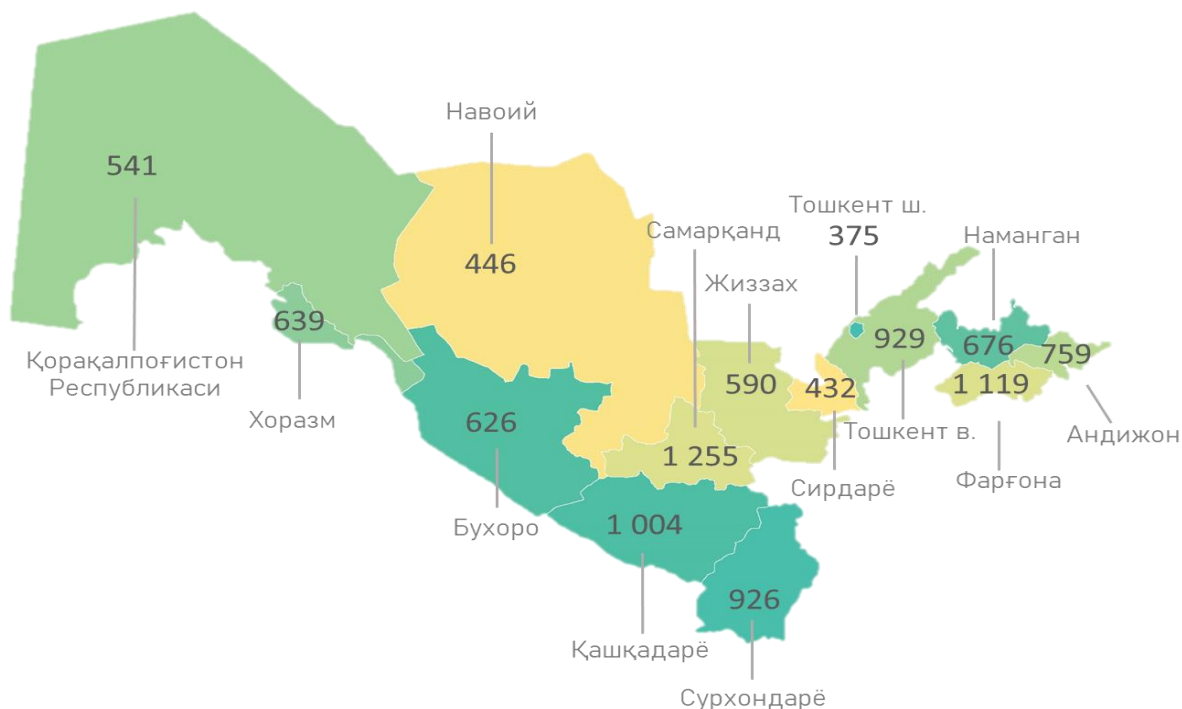 Навоий
541
Тошкент ш.
375
Самарқанд
Наманган
446
Жиззах
639
929
676
759
Қорақалпоғистон
Республикаси
590
432
1 119
Хоразм
626
Тошкент в.
Андижон
1 255
Сирдарё
Фарғона
Бухоро
1 004
926
Қашқадарё
Сурхондарё